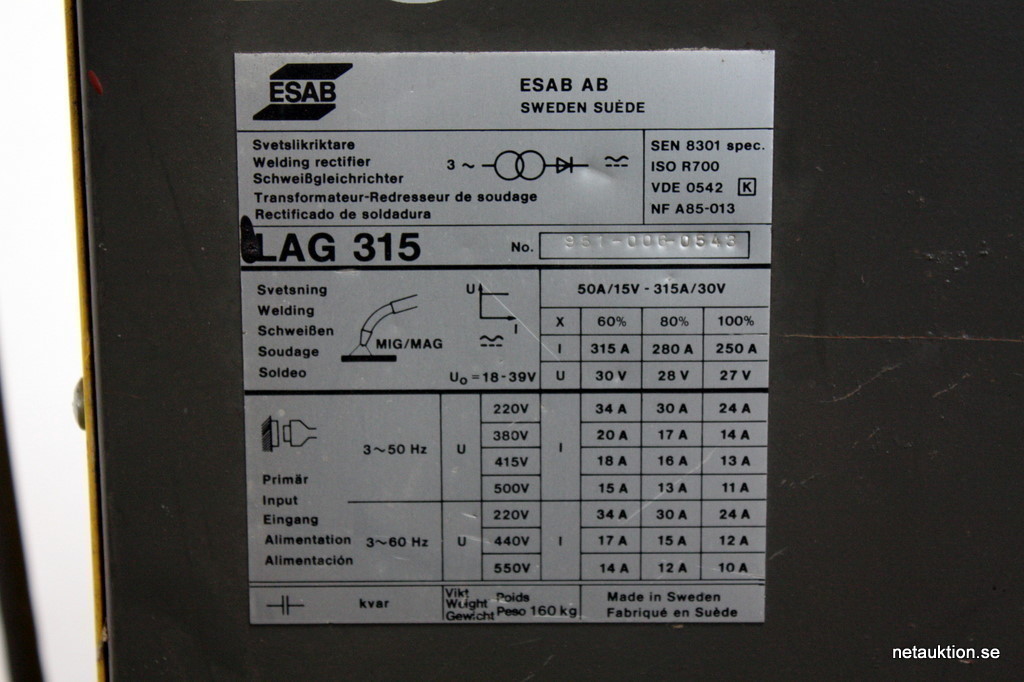 ESAB
ESAB AB
SWEDEN SUÈDE
Svetslikriktare
Welding rectifier
Schweißgleichrichter
Transformateur-Redresseur de soudage
Rectificado de soldadura
3 ~
SEN 8301 spec.
ISO R700
VDE 0542 K
NF A85-013
LAG 315
No.
Svetsning
Welding
Schweißen
Soudage
Soldeo
MIG/MAG
U
I
U₀ = 18-39V
50A/15V - 315A/30V
X 60% 80% 100%
I 315 A 280 A 250 A
U 30 V 28 V 27 V
Primär
Input
Eingang
Alimentation
Alimentación
3~50 Hz U I
220V 34 A 30 A 24 A
380V 20 A 17 A 14 A
415V 18 A 16 A 13 A
500V 15 A 13 A 11 A
3~60 Hz U I
220V 34 A 30 A 24 A
440V 17 A 15 A 12 A
550V 14 A 12 A 10 A
kvar
Vikt Poids
Weight Peso 160 kg
Gewicht
Made in Sweden
Fabriqué en Suède
netauktion.se